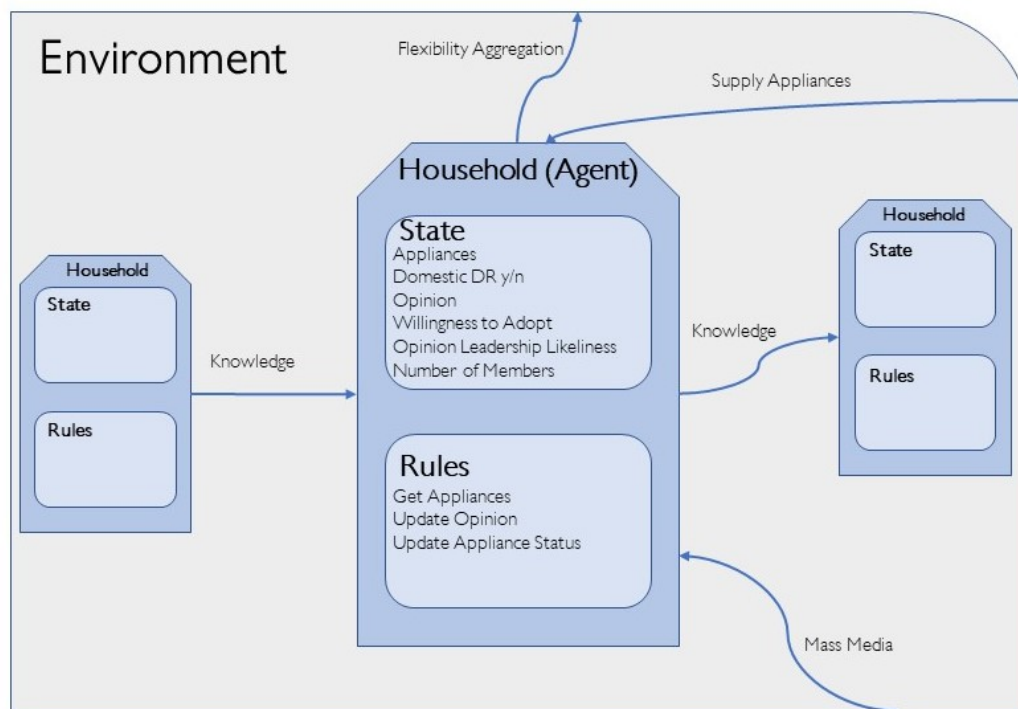 Environment
Flexibility Aggregation
Supply Appliances
Household (Agent)
State
Appliances
Domestic DR y/n
Opinion
Willingness to Adopt
Opinion Leadership Likeliness
Number of Members
Rules
Get Appliances
Update Opinion
Update Appliance Status
Household
State
Rules
Knowledge
Knowledge
Household
State
Rules
Mass Media